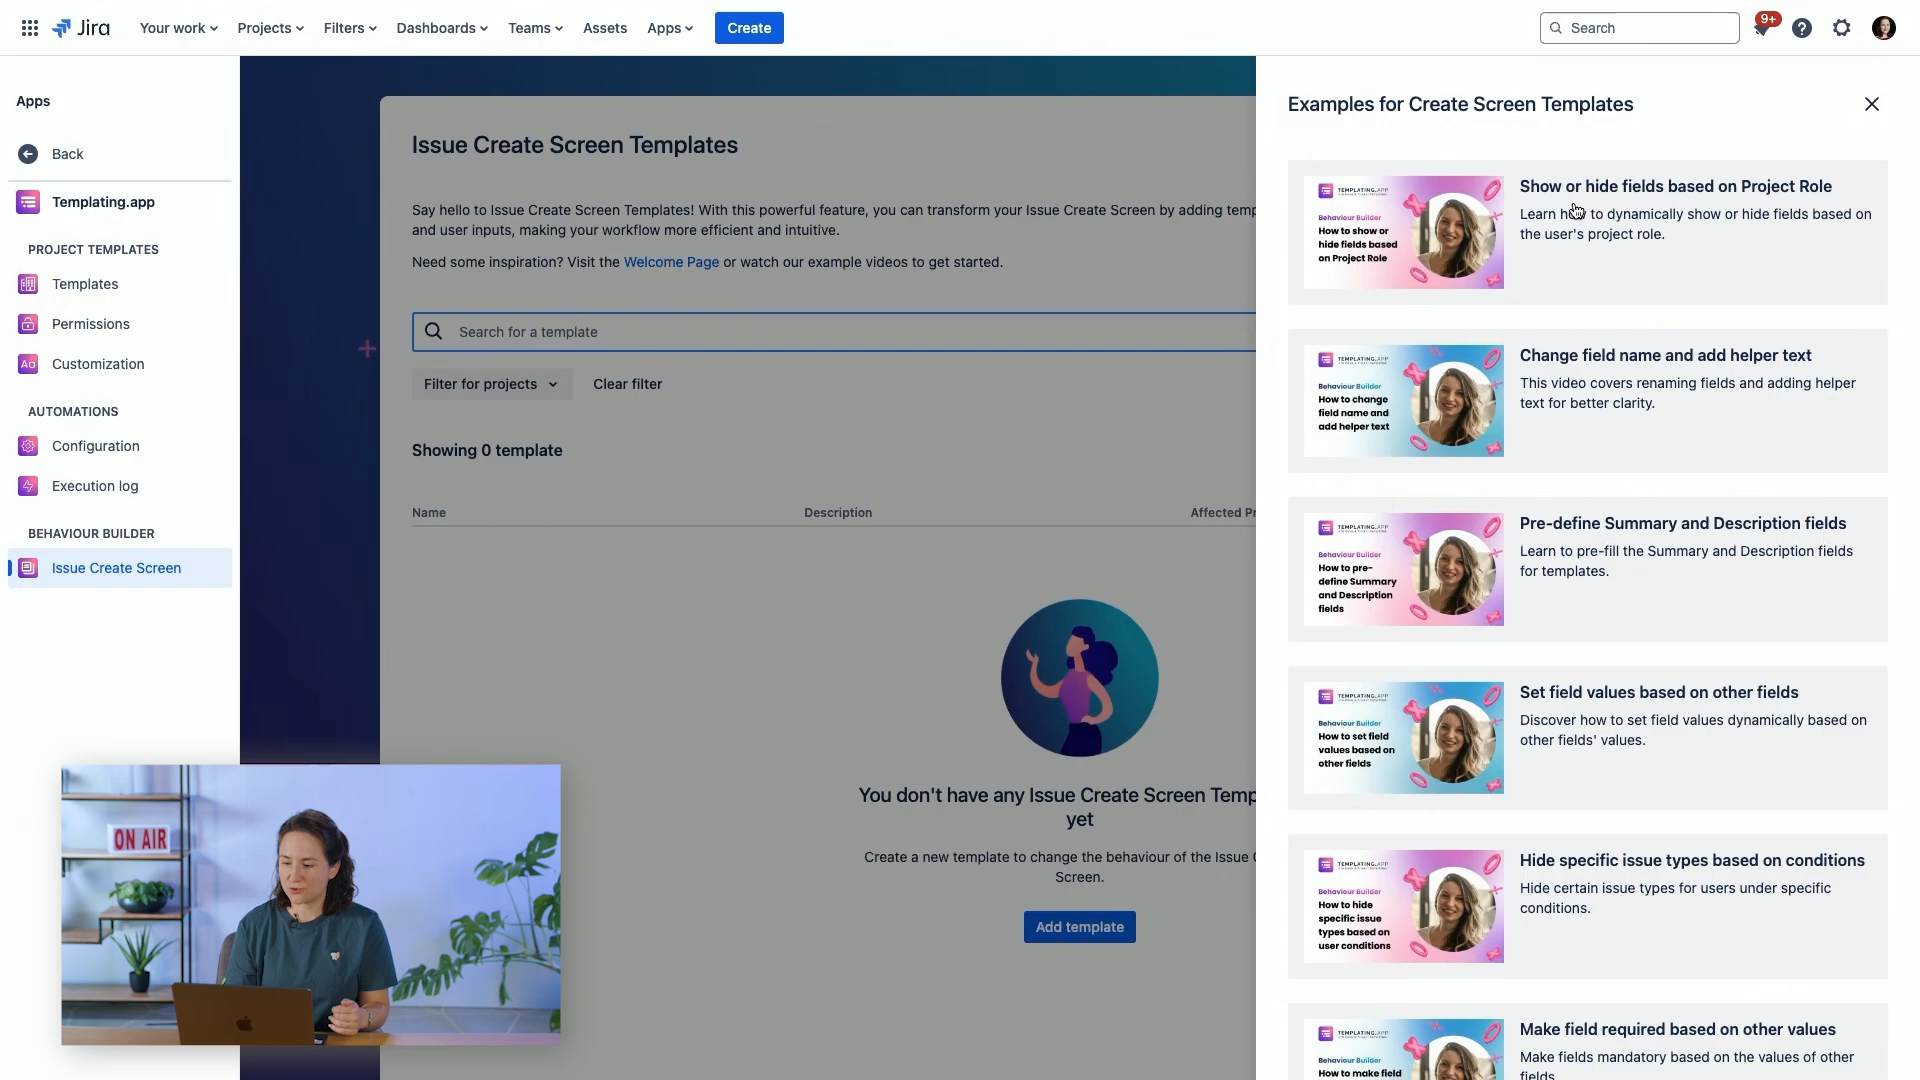 Jira
Your work
Projects
Filters
Dashboards
Teams
Assets
Apps
Create
Search
9+
Apps
Back
Templating.app
PROJECT TEMPLATES
Templates
Permissions
Customization
AUTOMATIONS
Configuration
Execution log
BEHAVIOUR BUILDER
Issue Create Screen
Issue Create Screen Templates
Say hello to Issue Create Screen Templates! With this powerful feature, you can transform your Issue Create Screen by adding temp
and user inputs, making your workflow more efficient and intuitive.
Need some inspiration? Visit the Welcome Page or watch our example videos to get started.
Search for a template
Filter for projects
Clear filter
Showing 0 template
Name
Description
Affected Pr
You don't have any Issue Create Screen Temp
yet
Create a new template to change the behaviour of the Issue C
Screen.
Add template
ON AIR
Examples for Create Screen Templates
TEMPLATING.APP
Behaviour Builder
How to show or
hide fields based
on Project Role
Show or hide fields based on Project Role
Learn how to dynamically show or hide fields based on
the user's project role.
TEMPLATING.APP
Behaviour Builder
How to change
field name and
add helper text
Change field name and add helper text
This video covers renaming fields and adding helper
text for better clarity.
TEMPLATING.APP
Behaviour Builder
How to pre-
define Summary
and Description
fields
Pre-define Summary and Description fields
Learn to pre-fill the Summary and Description fields
for templates.
TEMPLATING.APP
Behaviour Builder
How to set field
values based on
other fields
Set field values based on other fields
Discover how to set field values dynamically based on
other fields' values.
TEMPLATING.APP
Behaviour Builder
How to hide
specific issue
types based on
user conditions
Hide specific issue types based on conditions
Hide certain issue types for users under specific
conditions.
TEMPLATING.APP
Behaviour Builder
How to make field
Make field required based on other values
Make fields mandatory based on the values of other
fields.